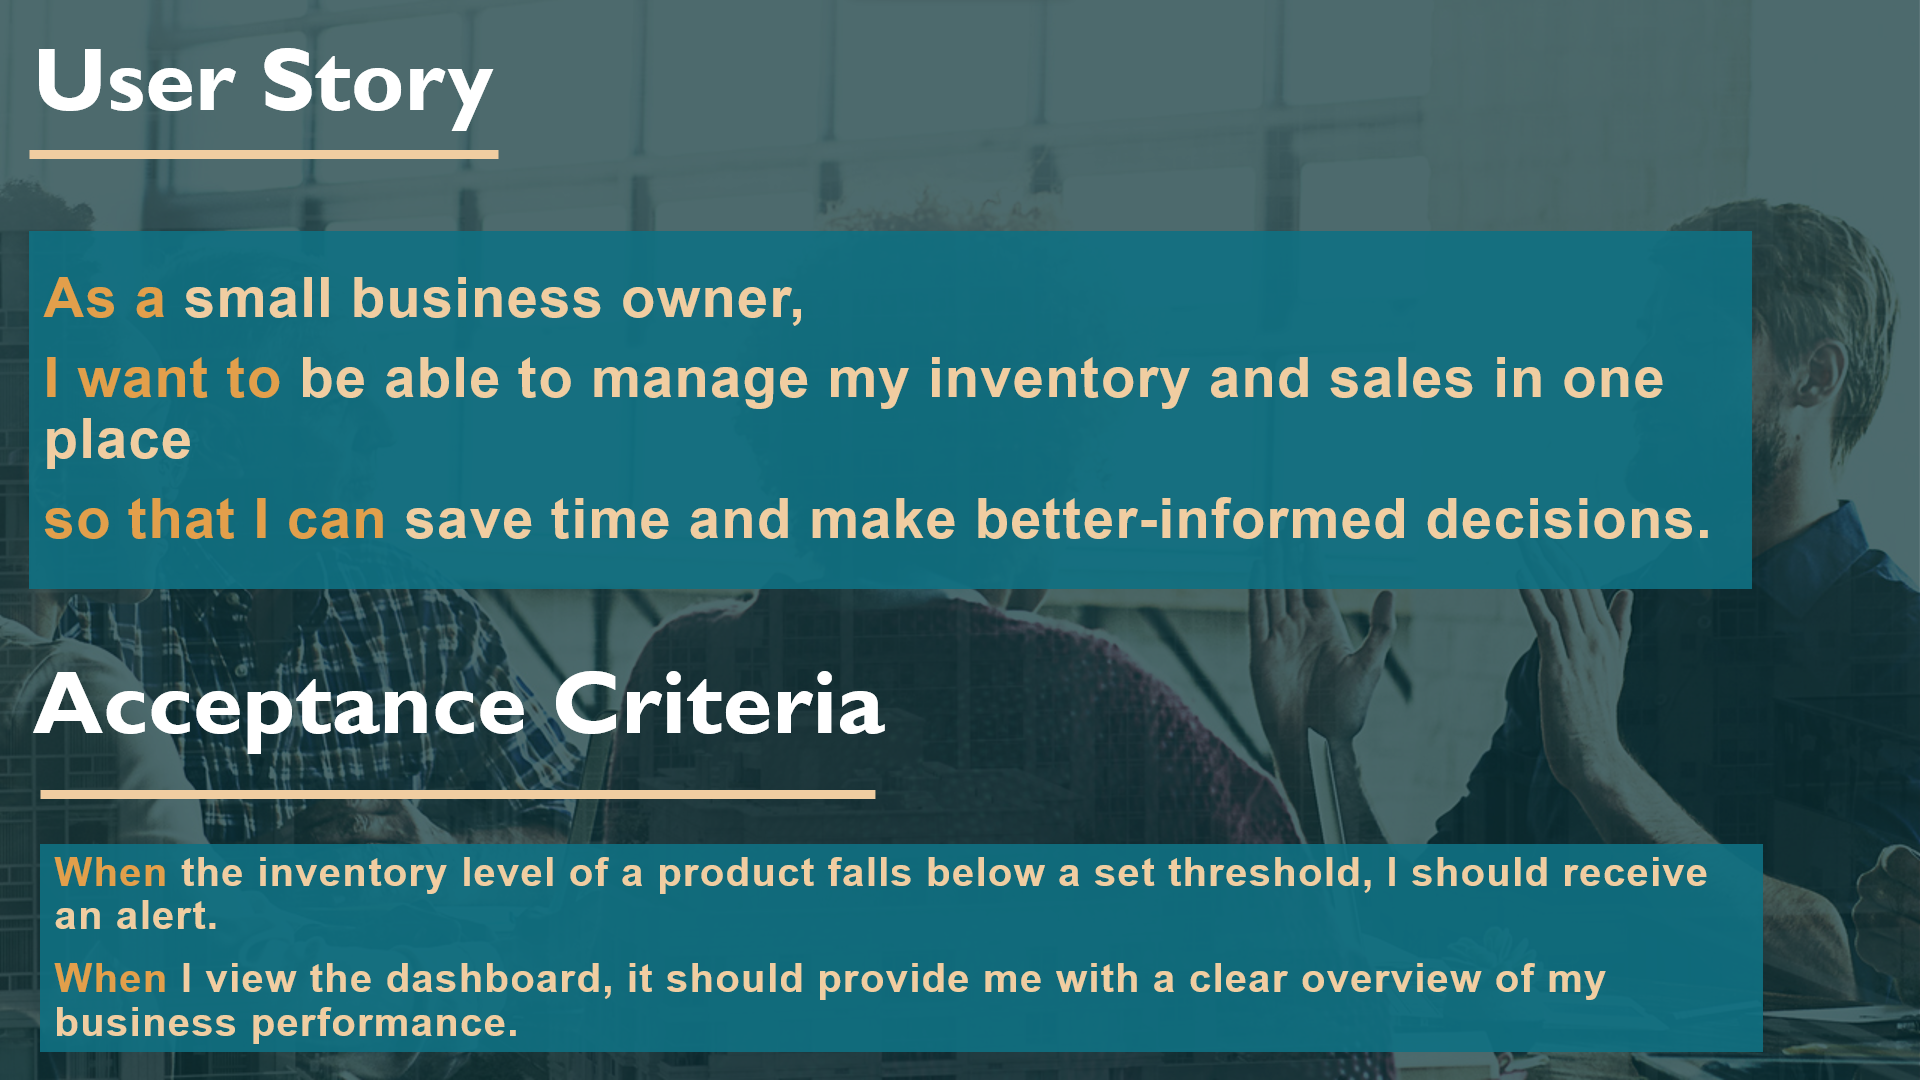 User Story
As a small business owner,
I want to be able to manage my inventory and sales in one
place
so that I can save time and make better-informed decisions.
Acceptance Criteria
When the inventory level of a product falls below a set threshold, I should receive
an alert.
When I view the dashboard, it should provide me with a clear overview of my
business performance.